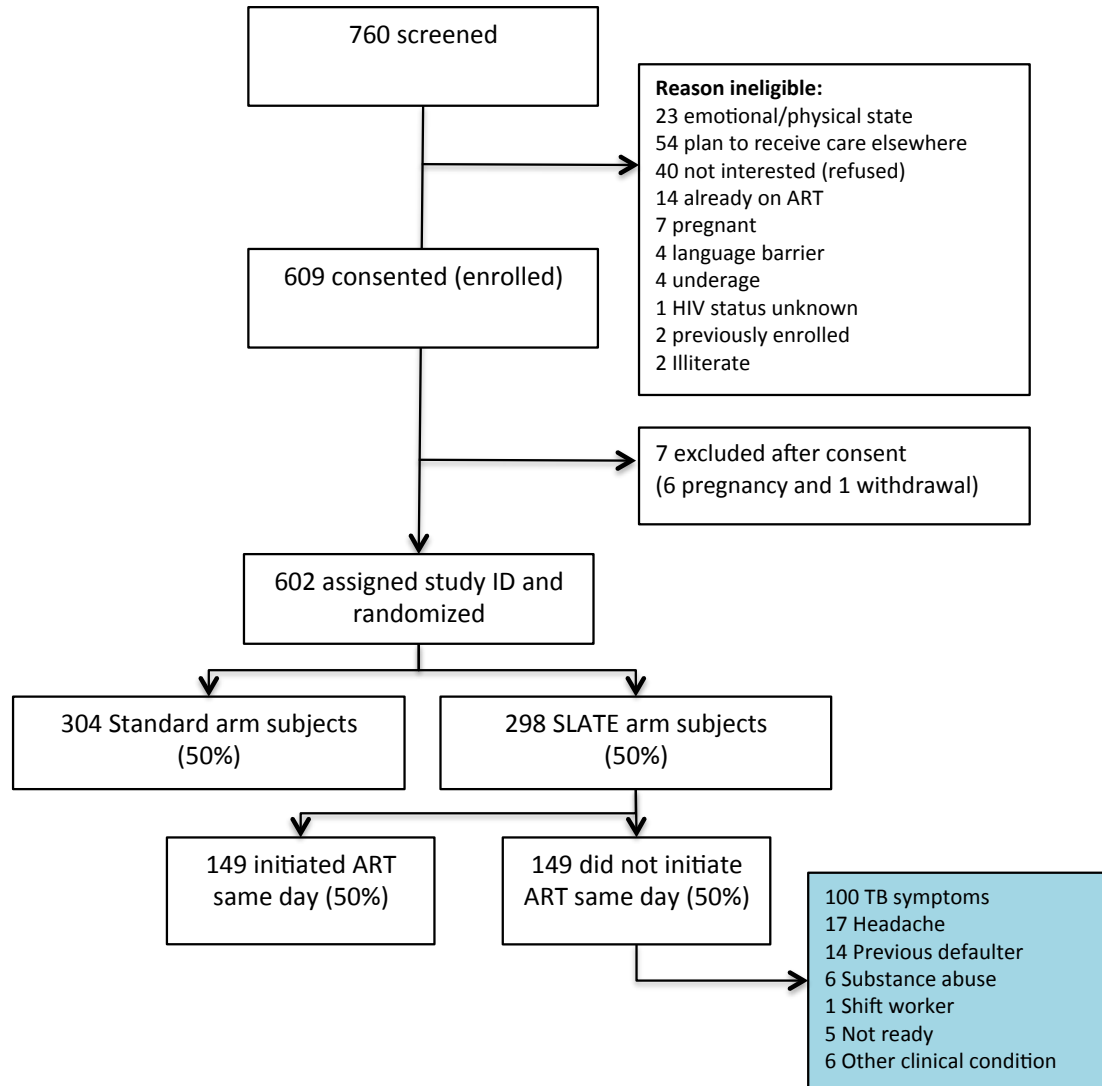 760 screened
Reason ineligible:
23 emotional/physical state
54 plan to receive care elsewhere
40 not interested (refused)
14 already on ART
7 pregnant
4 language barrier
4 underage
1 HIV status unknown
2 previously enrolled
2 Illiterate
609 consented (enrolled)
7 excluded after consent
(6 pregnancy and 1 withdrawal)
602 assigned study ID and
randomized
304 Standard arm subjects
(50%)
298 SLATE arm subjects
(50%)
149 initiated ART
same day (50%)
149 did not initiate
ART same day (50%)
100 TB symptoms
17 Headache
14 Previous defaulter
6 Substance abuse
1 Shift worker
5 Not ready
6 Other clinical condition